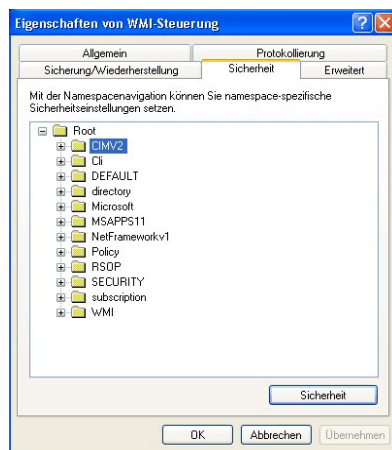 Eigenschaften von WMI-Steuerung
Allgemein
Protokollierung
Sicherung/Wiederherstellung
Sicherheit
Erweitert
Mit der Namespacenavigation können Sie namespace-spezifische
Sicherheitseinstellungen setzen.
Root
CIMV2
Cli
DEFAULT
directory
Microsoft
MSAPPS11
NetFrameworkv1
Policy
RSOP
SECURITY
subscription
WMI
Sicherheit
OK
Abbrechen
Übernehmen